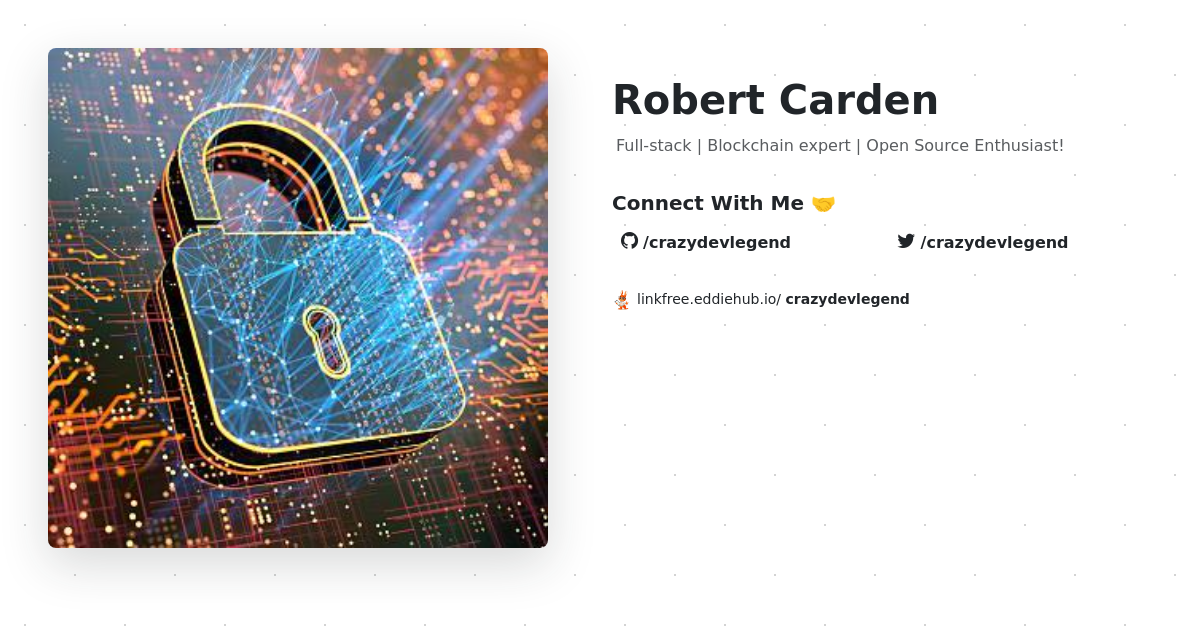 Robert Carden
Full-stack | Blockchain expert | Open Source Enthusiast!
Connect With Me 🤝
/crazydevlegend
/crazydevlegend
linkfree.eddiehub.io/ crazydevlegend